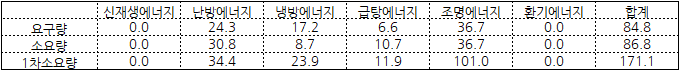 신재생에너지 난방에너지 냉방에너지 급탕에너지 조명에너지 환기에너지 합계
요구량 0.0 24.3 17.2 6.6 36.7 0.0 84.8
소요량 0.0 30.8 8.7 10.7 36.7 0.0 86.8
1차소요량 0.0 34.4 23.9 11.9 101.0 0.0 171.1